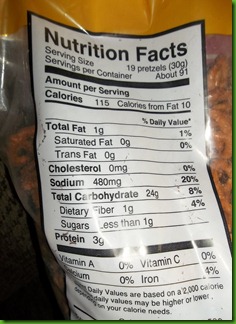 Nutrition Facts
Serving Size 19 pretzels (30g)
Servings per Container About 91
Amount per Serving
Calories 115 Calories from Fat 10
% Daily Value*
Total Fat 1g 1%
Saturated Fat 0g 0%
Trans Fat 0g
Cholesterol 0mg 0%
Sodium 480mg 20%
Total Carbohydrate 24g 8%
Dietary Fiber 1g 4%
Sugars Less than 1g
Protein 3g
Vitamin A 0% Vitamin C 0%
0% Iron 4%
Daily Values are based on a 2,000 calorie
daily values may be higher or lower
on your calorie needs.